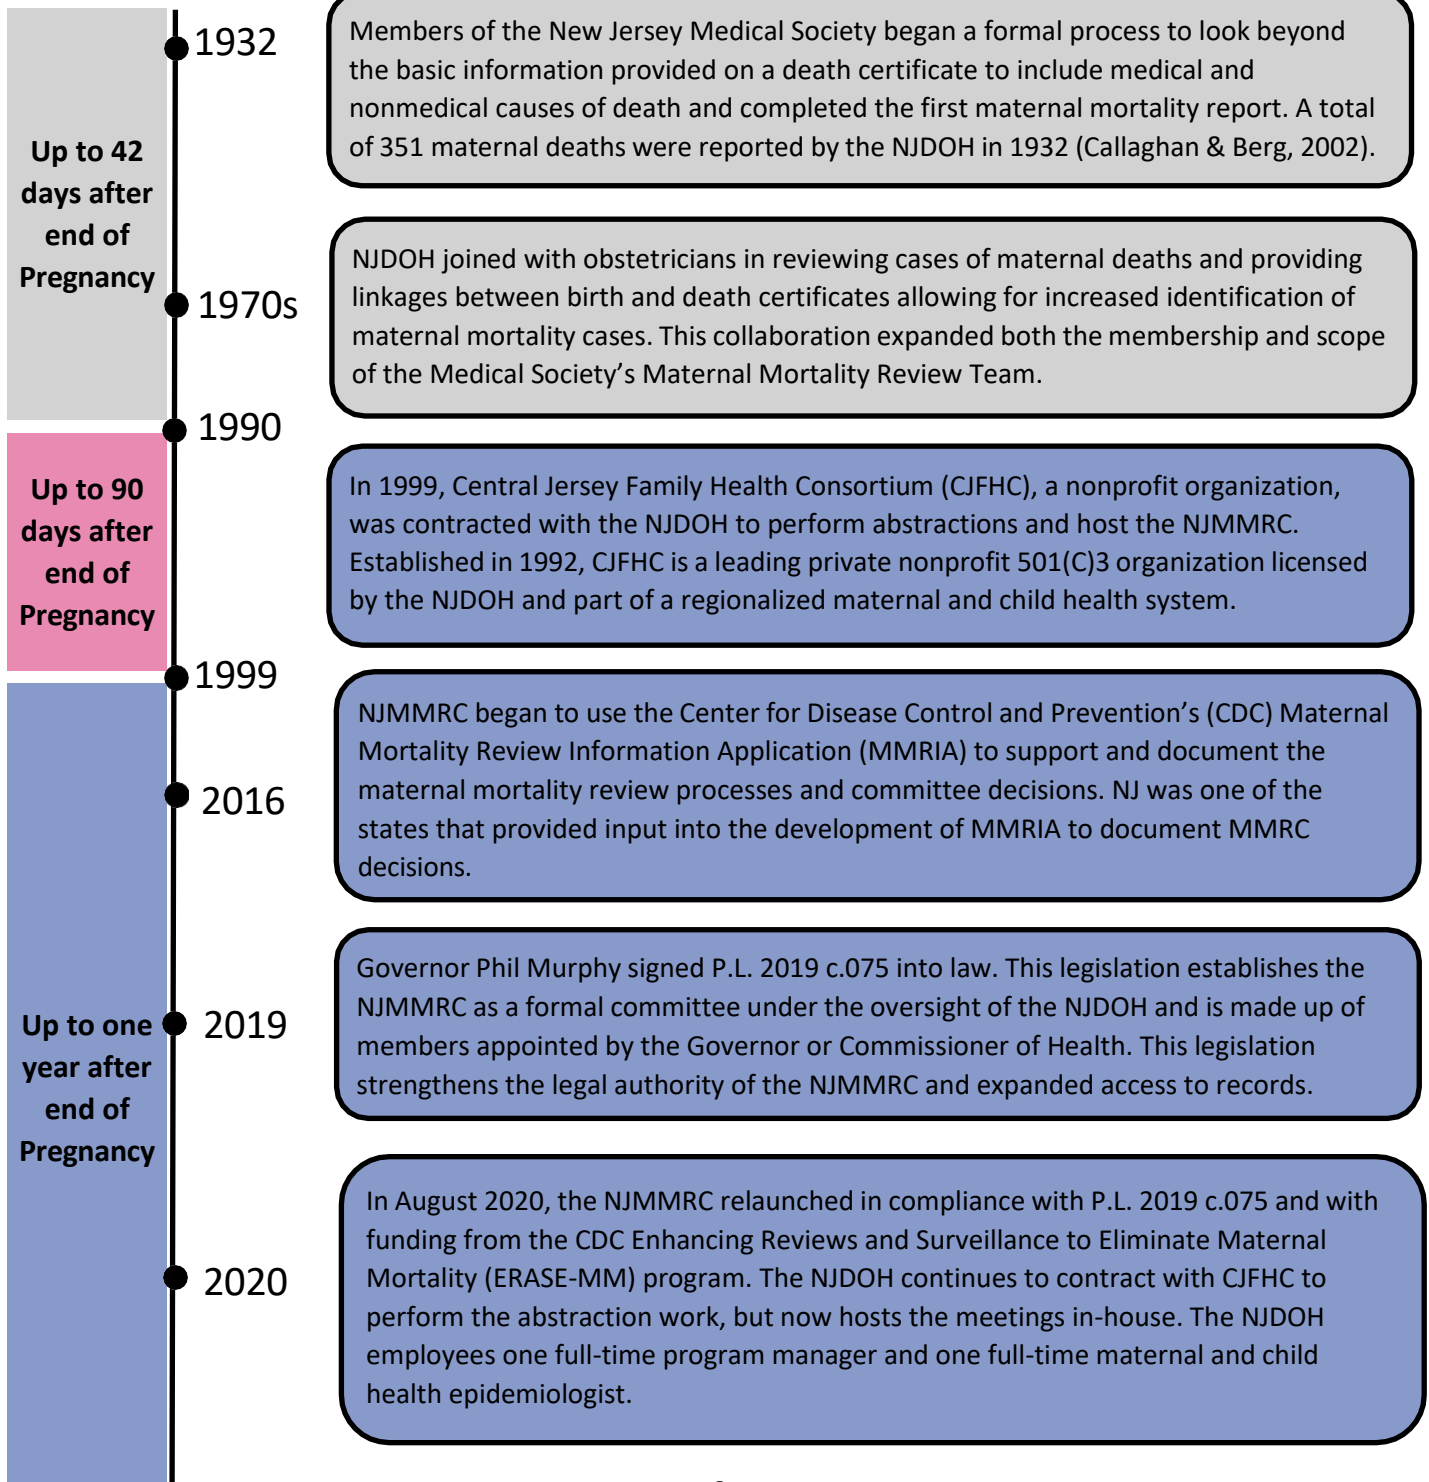 1932
Members of the New Jersey Medical Society began a formal process to look beyond
the basic information provided on a death certificate to include medical and
nonmedical causes of death and completed the first maternal mortality report. A total
of 351 maternal deaths were reported by the NJDOH in 1932 (Callaghan & Berg, 2002).
Up to 42
days after
end of
Pregnancy
1970s
NJDOH joined with obstetricians in reviewing cases of maternal deaths and providing
linkages between birth and death certificates allowing for increased identification of
maternal mortality cases. This collaboration expanded both the membership and scope
of the Medical Society’s Maternal Mortality Review Team.
1990
Up to 90
days after
end of
Pregnancy
In 1999, Central Jersey Family Health Consortium (CJFHC), a nonprofit organization,
was contracted with the NJDOH to perform abstractions and host the NJMMRC.
Established in 1992, CJFHC is a leading private nonprofit 501(C)3 organization licensed
by the NJDOH and part of a regionalized maternal and child health system.
1999
NJMMRC began to use the Center for Disease Control and Prevention’s (CDC) Maternal
Mortality Review Information Application (MMRIA) to support and document the
maternal mortality review processes and committee decisions. NJ was one of the
states that provided input into the development of MMRIA to document MMRC
decisions.
2016
Governor Phil Murphy signed P.L. 2019 c.075 into law. This legislation establishes the
NJMMRC as a formal committee under the oversight of the NJDOH and is made up of
members appointed by the Governor or Commissioner of Health. This legislation
strengthens the legal authority of the NJMMRC and expanded access to records.
2019
Up to one
year after
end of
Pregnancy
In August 2020, the NJMMRC relaunched in compliance with P.L. 2019 c.075 and with
funding from the CDC Enhancing Reviews and Surveillance to Eliminate Maternal
Mortality (ERASE-MM) program. The NJDOH continues to contract with CJFHC to
perform the abstraction work, but now hosts the meetings in-house. The NJDOH
employees one full-time program manager and one full-time maternal and child
health epidemiologist.
2020